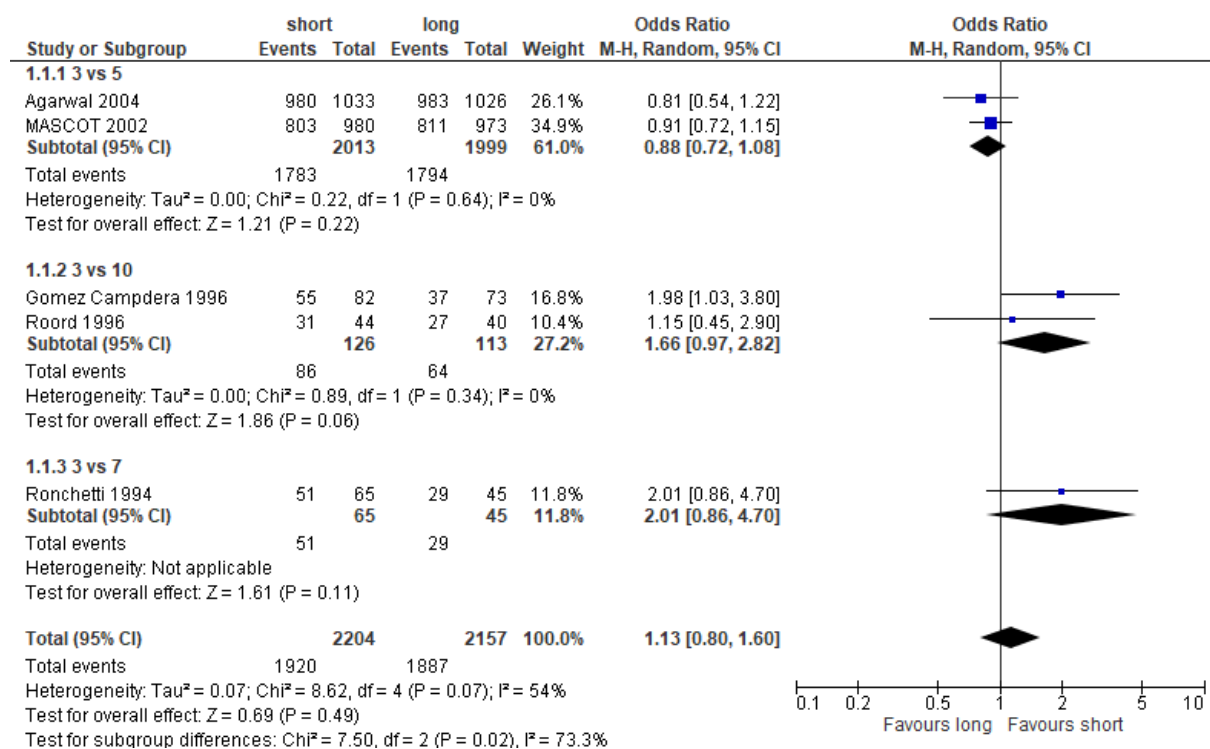 short long Odds Ratio Odds Ratio
Study or Subgroup Events Total Events Total Weight M-H, Random, 95% CI M-H, Random, 95% CI
1.1.1 3 vs 5
Agarwal 2004 980 1033 983 1026 26.1% 0.81 [0.54, 1.22]
MASCOT 2002 803 980 811 973 34.9% 0.91 [0.72, 1.15]
Subtotal (95% CI) 2013 1999 61.0% 0.88 [0.72, 1.08]
Total events 1783 1794
Heterogeneity: Tau² = 0.00; Chi² = 0.22, df = 1 (P = 0.64); I² = 0%
Test for overall effect: Z = 1.21 (P = 0.22)
1.1.2 3 vs 10
Gomez Campdera 1996 55 82 37 73 16.8% 1.98 [1.03, 3.80]
Roord 1996 31 44 27 40 10.4% 1.15 [0.45, 2.90]
Subtotal (95% CI) 126 113 27.2% 1.66 [0.97, 2.82]
Total events 86 64
Heterogeneity: Tau² = 0.00; Chi² = 0.89, df = 1 (P = 0.34); I² = 0%
Test for overall effect: Z = 1.86 (P = 0.06)
1.1.3 3 vs 7
Ronchetti 1994 51 65 29 45 11.8% 2.01 [0.86, 4.70]
Subtotal (95% CI) 65 45 11.8% 2.01 [0.86, 4.70]
Total events 51 29
Heterogeneity: Not applicable
Test for overall effect: Z = 1.61 (P = 0.11)
Total (95% CI) 2204 2157 100.0% 1.13 [0.80, 1.60]
Total events 1920 1887
Heterogeneity: Tau² = 0.07; Chi² = 8.62, df = 4 (P = 0.07); I² = 54%
Test for overall effect: Z = 0.69 (P = 0.49)
Test for subgroup differences: Chi² = 7.50, df = 2 (P = 0.02), I² = 73.3%
0.1 0.2 0.5 1 2 5 10
Favours long Favours short